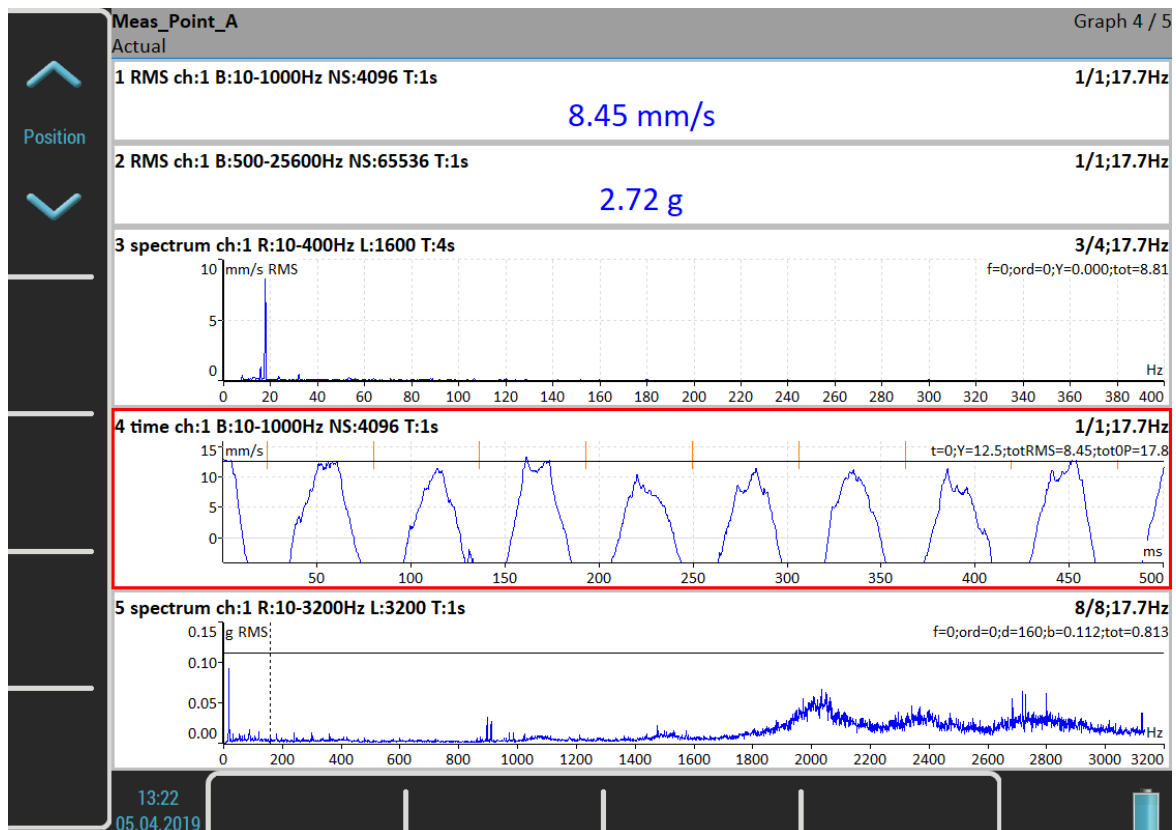 Meas_Point_A Graph 4 / 5
Actual
Position
1 RMS ch:1 B:10-1000Hz NS:4096 T:1s 1/1;17.7Hz
8.45 mm/s
2 RMS ch:1 B:500-25600Hz NS:65536 T:1s 1/1;17.7Hz
2.72 g
3 spectrum ch:1 R:10-400Hz L:1600 T:4s 3/4;17.7Hz
10 mm/s RMS f=0;ord=0;Y=0.000;tot=8.81
5
0 Hz
0 20 40 60 80 100 120 140 160 180 200 220 240 260 280 300 320 340 360 380 400
4 time ch:1 B:10-1000Hz NS:4096 T:1s 1/1;17.7Hz
15 mm/s t=0;Y=12.5;totRMS=8.45;tot0P=17.8
10
5
0
ms
50 100 150 200 250 300 350 400 450 500
5 spectrum ch:1 R:10-3200Hz L:3200 T:1s 8/8;17.7Hz
0.15 g RMS f=0;ord=0;d=160;b=0.112;tot=0.813
0.10
0.05
0.00 Hz
0 200 400 600 800 1000 1200 1400 1600 1800 2000 2200 2400 2600 2800 3000 3200
13:22
05.04.2019